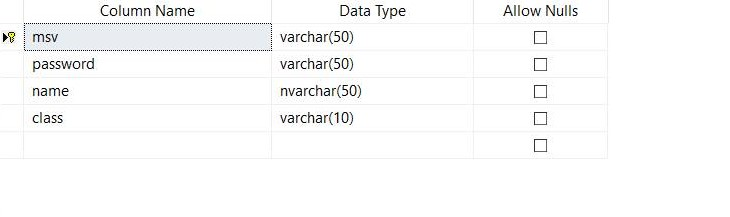 Column Name Data Type Allow Nulls
msv varchar(50)
password varchar(50)
name nvarchar(50)
class varchar(10)